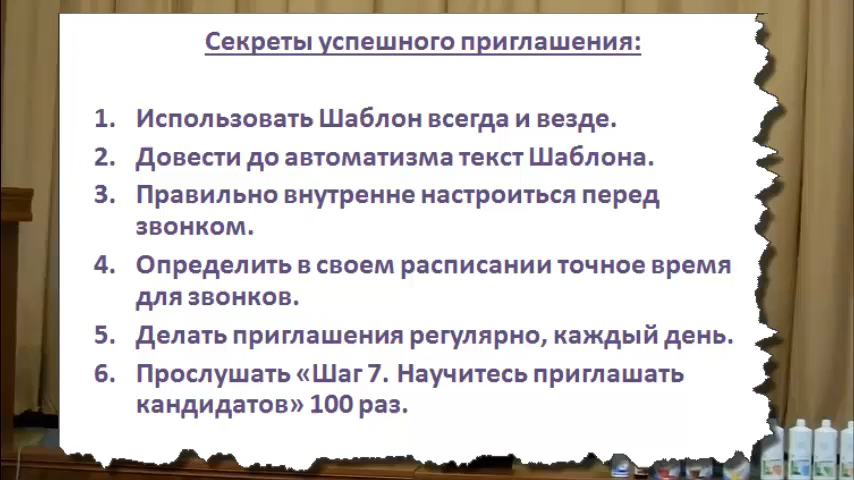 Секреты успешного приглашения:
1. Использовать Шаблон всегда и везде.
2. Довести до автоматизма текст Шаблона.
3. Правильно внутренне настроиться перед
звонком.
4. Определить в своем расписании точное время
для звонков.
5. Делать приглашения регулярно, каждый день.
6. Прослушать «Шаг 7. Научитесь приглашать
кандидатов» 100 раз.